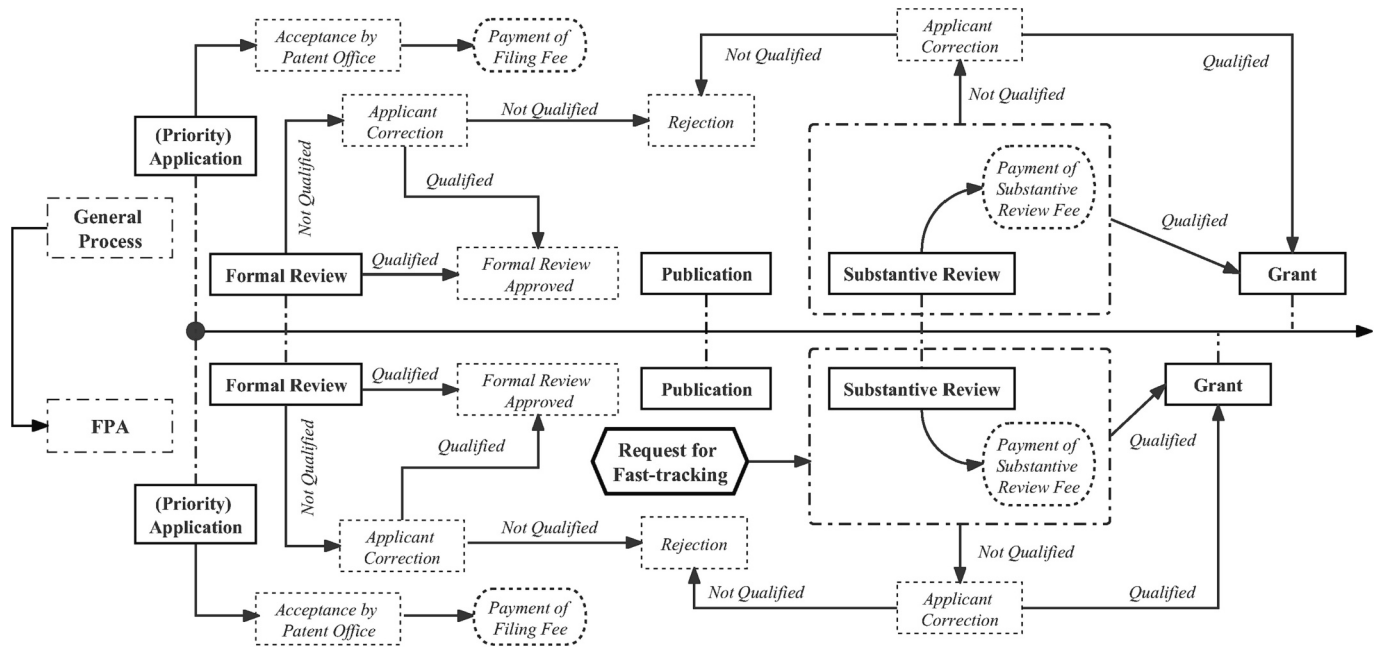 Acceptance by
Patent Office
Payment of
Filing Fee
Applicant
Correction
Not Qualified
Qualified
(Priority)
Application
Applicant
Correction
Not Qualified
Rejection
Not Qualified
Not Qualified
Qualified
Payment of
Substantive
Review Fee
General
Process
Qualified
Formal Review
Qualified
Formal Review
Approved
Publication
Substantive Review
Grant
Formal Review
Qualified
Formal Review
Approved
Publication
Substantive Review
Grant
FPA
Not Qualified
Qualified
Request for
Fast-tracking
Payment of
Substantive
Review Fee
Qualified
(Priority)
Application
Applicant
Correction
Not Qualified
Rejection
Not Qualified
Acceptance by
Patent Office
Payment of
Filing Fee
Not Qualified
Applicant
Correction
Qualified